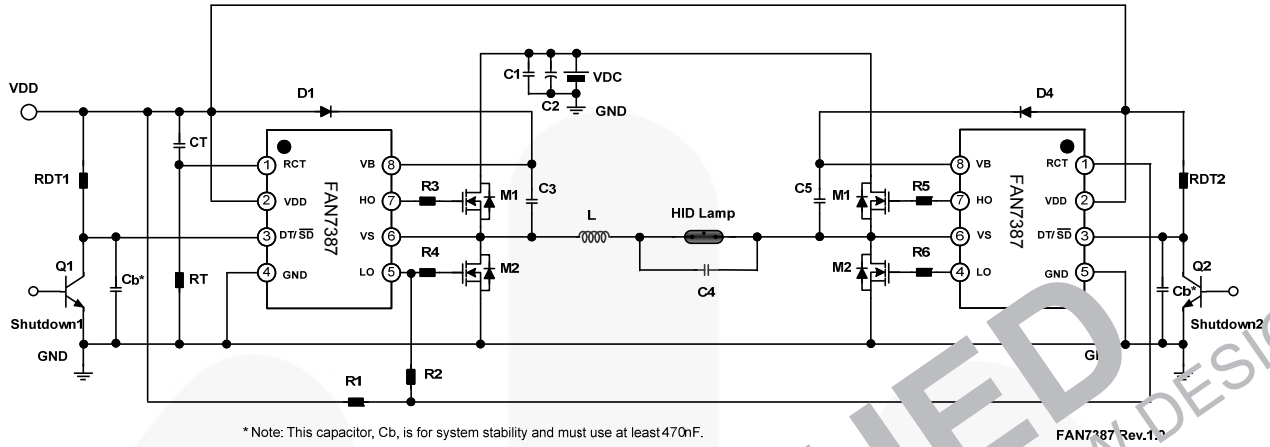 VDD
D1
C1
C2
VDC
GND
D4
CT
RDT1
1 RCT
2 VDD
3 DT/SD
4 GND
FAN7387
VB 8
HO 7
VS 6
LO 5
R3
R4
M1
M2
C3
L
HID Lamp
C4
C5
M1
M2
R5
R6
8 VB
7 HO
6 VS
4 LO
FAN7387
RCT 1
VDD 2
DT/SD 3
GND 5
RDT2
Q1
Cb*
RT
Shutdown1
GND
Q2
Cb*
Shutdown2
R1
R2
* Note: This capacitor, Cb, is for system stability and must use at least 470nF.
FAN7387 Rev.1.0
DESIG